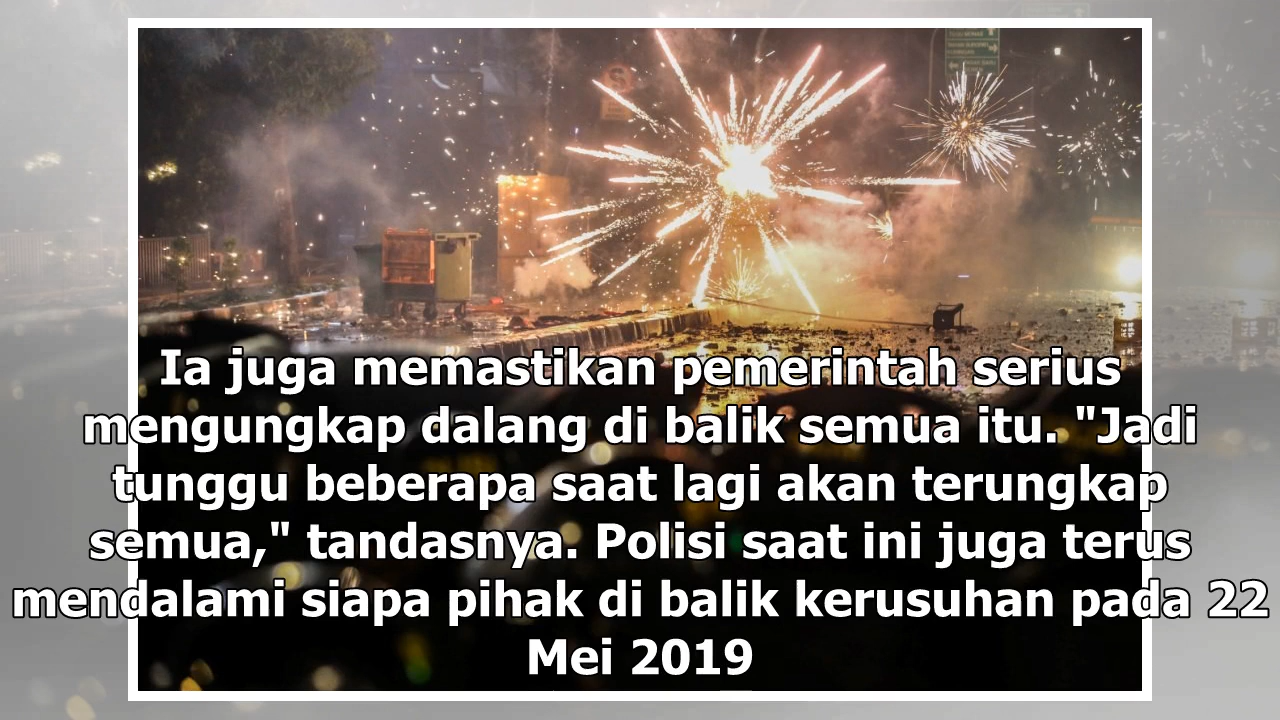 Ia juga memastikan pemerintah serius
mengungkap dalang di balik semua itu. "Jadi
tunggu beberapa saat lagi akan terungkap
semua," tandasnya. Polisi saat ini juga terus
mendalami siapa pihak di balik kerusuhan pada 22
Mei 2019